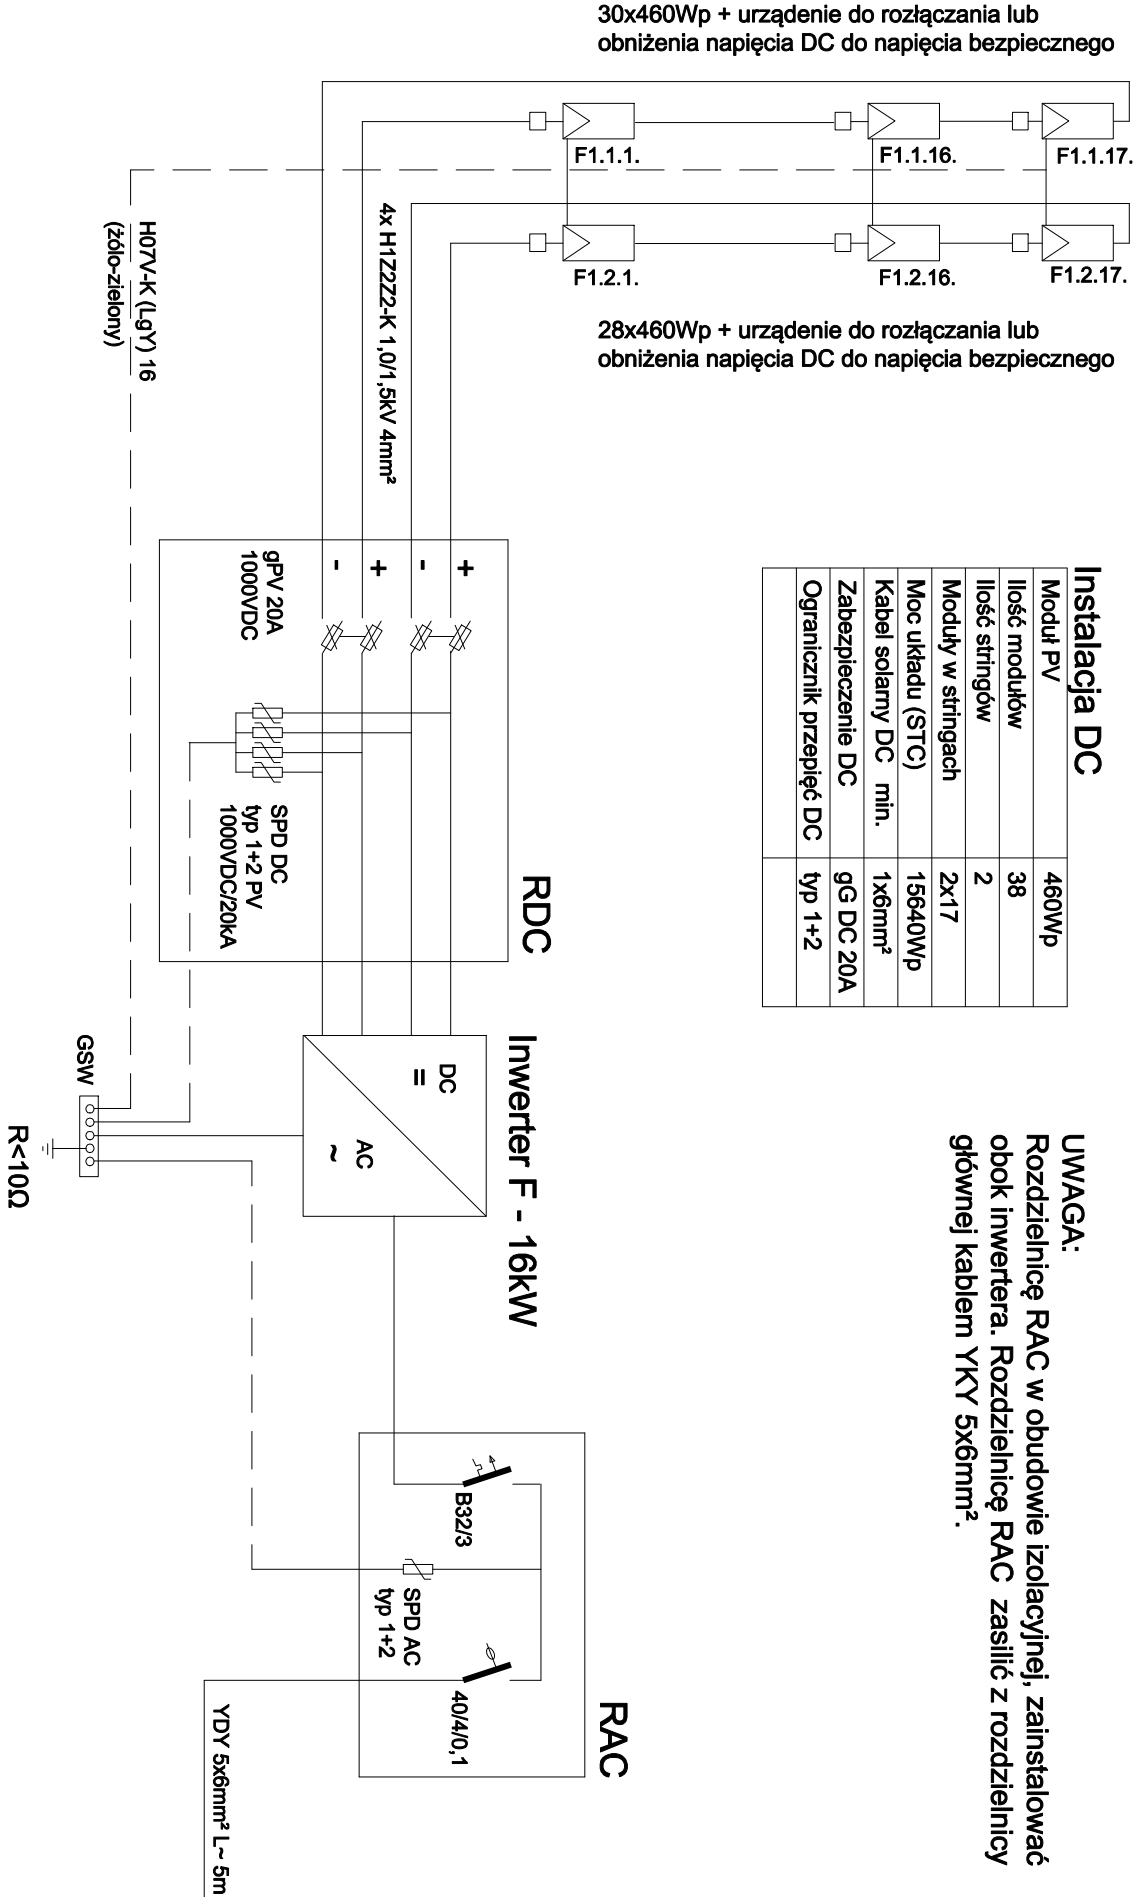 30x460Wp + urządenie do rozłączania lub
obniżenia napięcia DC do napięcia bezpiecznego
F1.1.1.
F1.1.16.
F1.1.17.
F1.2.1.
F1.2.16.
F1.2.17.
28x460Wp + urządenie do rozłączania lub
obniżenia napięcia DC do napięcia bezpiecznego
H07V-K (LgY) 16
(żólo-zielony)
4x H1Z2Z2-K 1,0/1,5kV 4mm²
Instalacja DC
Moduł PV 460Wp
Ilość modułów 38
Ilość stringów 2
Moduły w stringach 2x17
Moc układu (STC) 15640Wp
Kabel solarny DC min. 1x6mm²
Zabezpieczenie DC gG DC 20A
Ogranicznik przepięć DC typ 1+2
+
-
+
-
gPV 20A
1000VDC
SPD DC
typ 1+2 PV
1000VDC/20kA
RDC
Inwerter F - 16kW
DC
=
AC
~
GSW
R<10Ω
UWAGA:
Rozdzielnicę RAC w obudowie izolacyjnej, zainstalować
obok inwertera. Rozdzielnicę RAC zasilić z rozdzielnicy
głównej kablem YKY 5x6mm².
B32/3
SPD AC
typ 1+2
40/4/0,1
RAC
YDY 5x6mm² L~ 5m